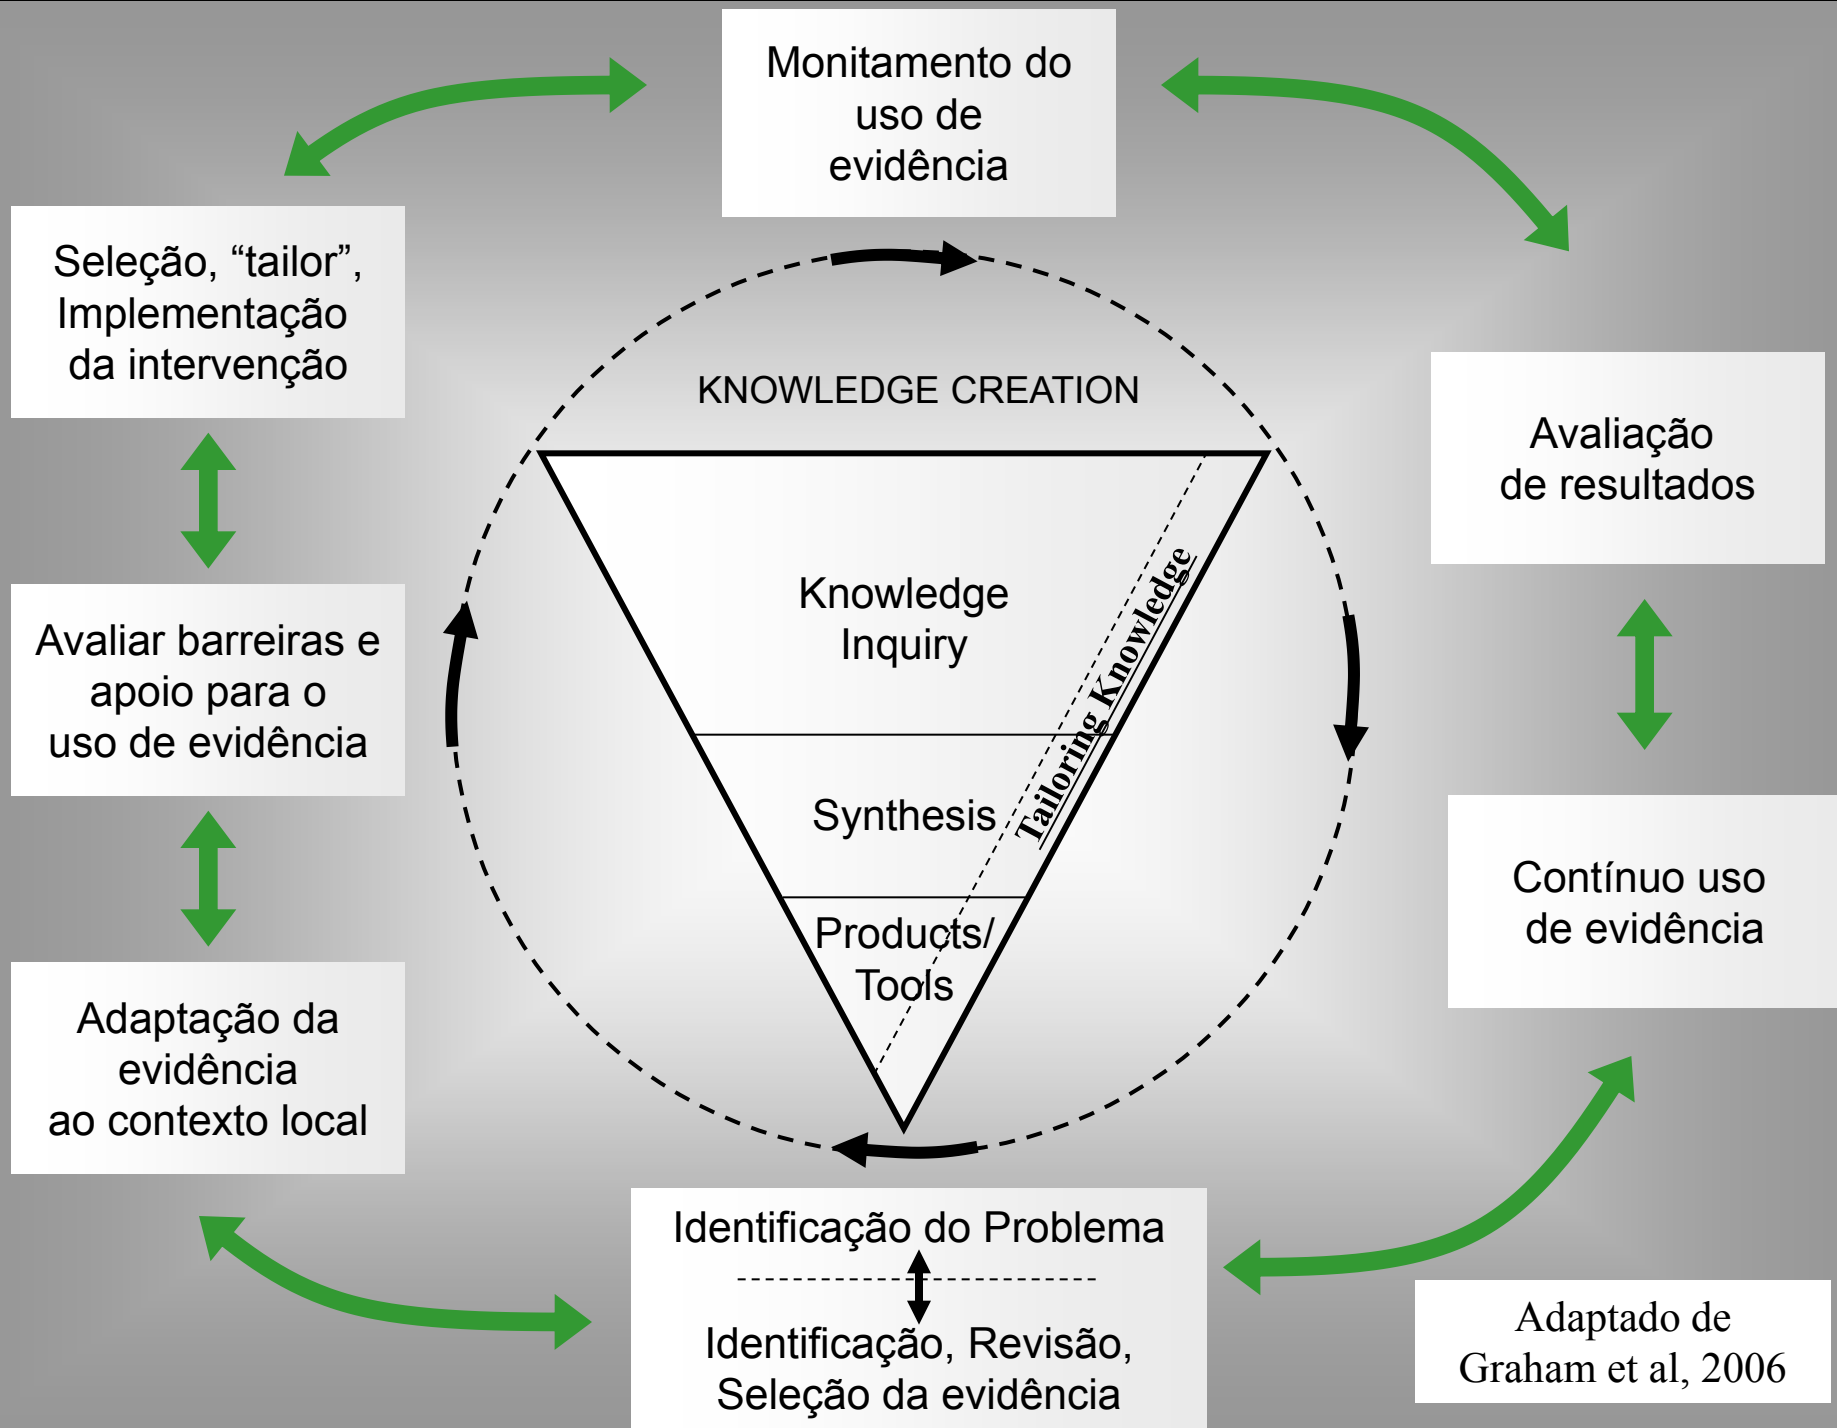 Monitamento do
uso de
evidência
Seleção, “tailor”,
Implementação
da intervenção
KNOWLEDGE CREATION
Avaliação
de resultados
Knowledge
Inquiry
Tailoring Knowledge
Avaliar barreiras e
apoio para o
uso de evidência
Synthesis
Contínuo uso
de evidência
Products/
Tools
Adaptação da
evidência
ao contexto local
Identificação do Problema
Identificação, Revisão,
Seleção da evidência
Adaptado de
Graham et al, 2006